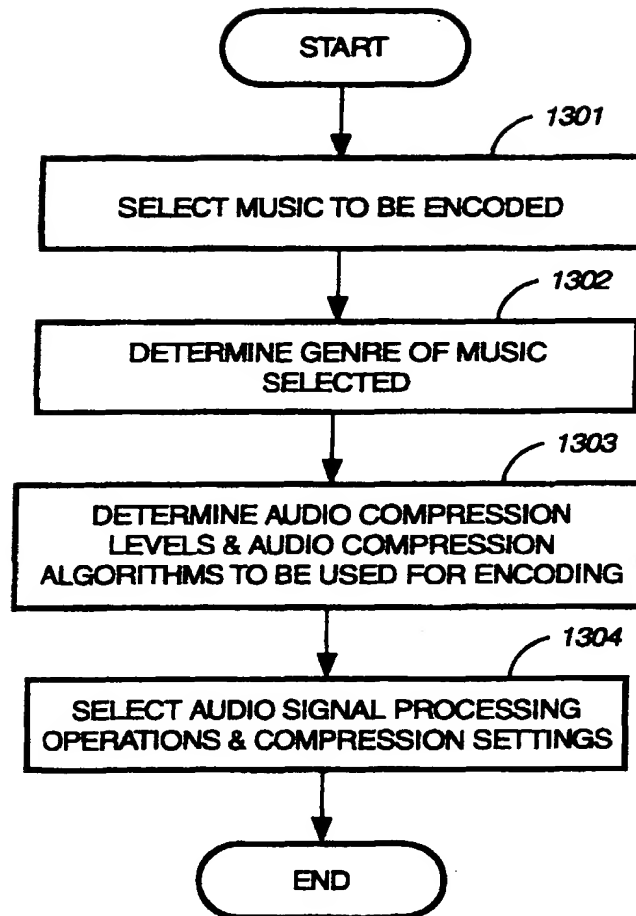 START
1301
SELECT MUSIC TO BE ENCODED
1302
DETERMINE GENRE OF MUSIC
SELECTED
1303
DETERMINE AUDIO COMPRESSION
LEVELS & AUDIO COMPRESSION
ALGORITHMS TO BE USED FOR ENCODING
1304
SELECT AUDIO SIGNAL PROCESSING
OPERATIONS & COMPRESSION SETTINGS
END